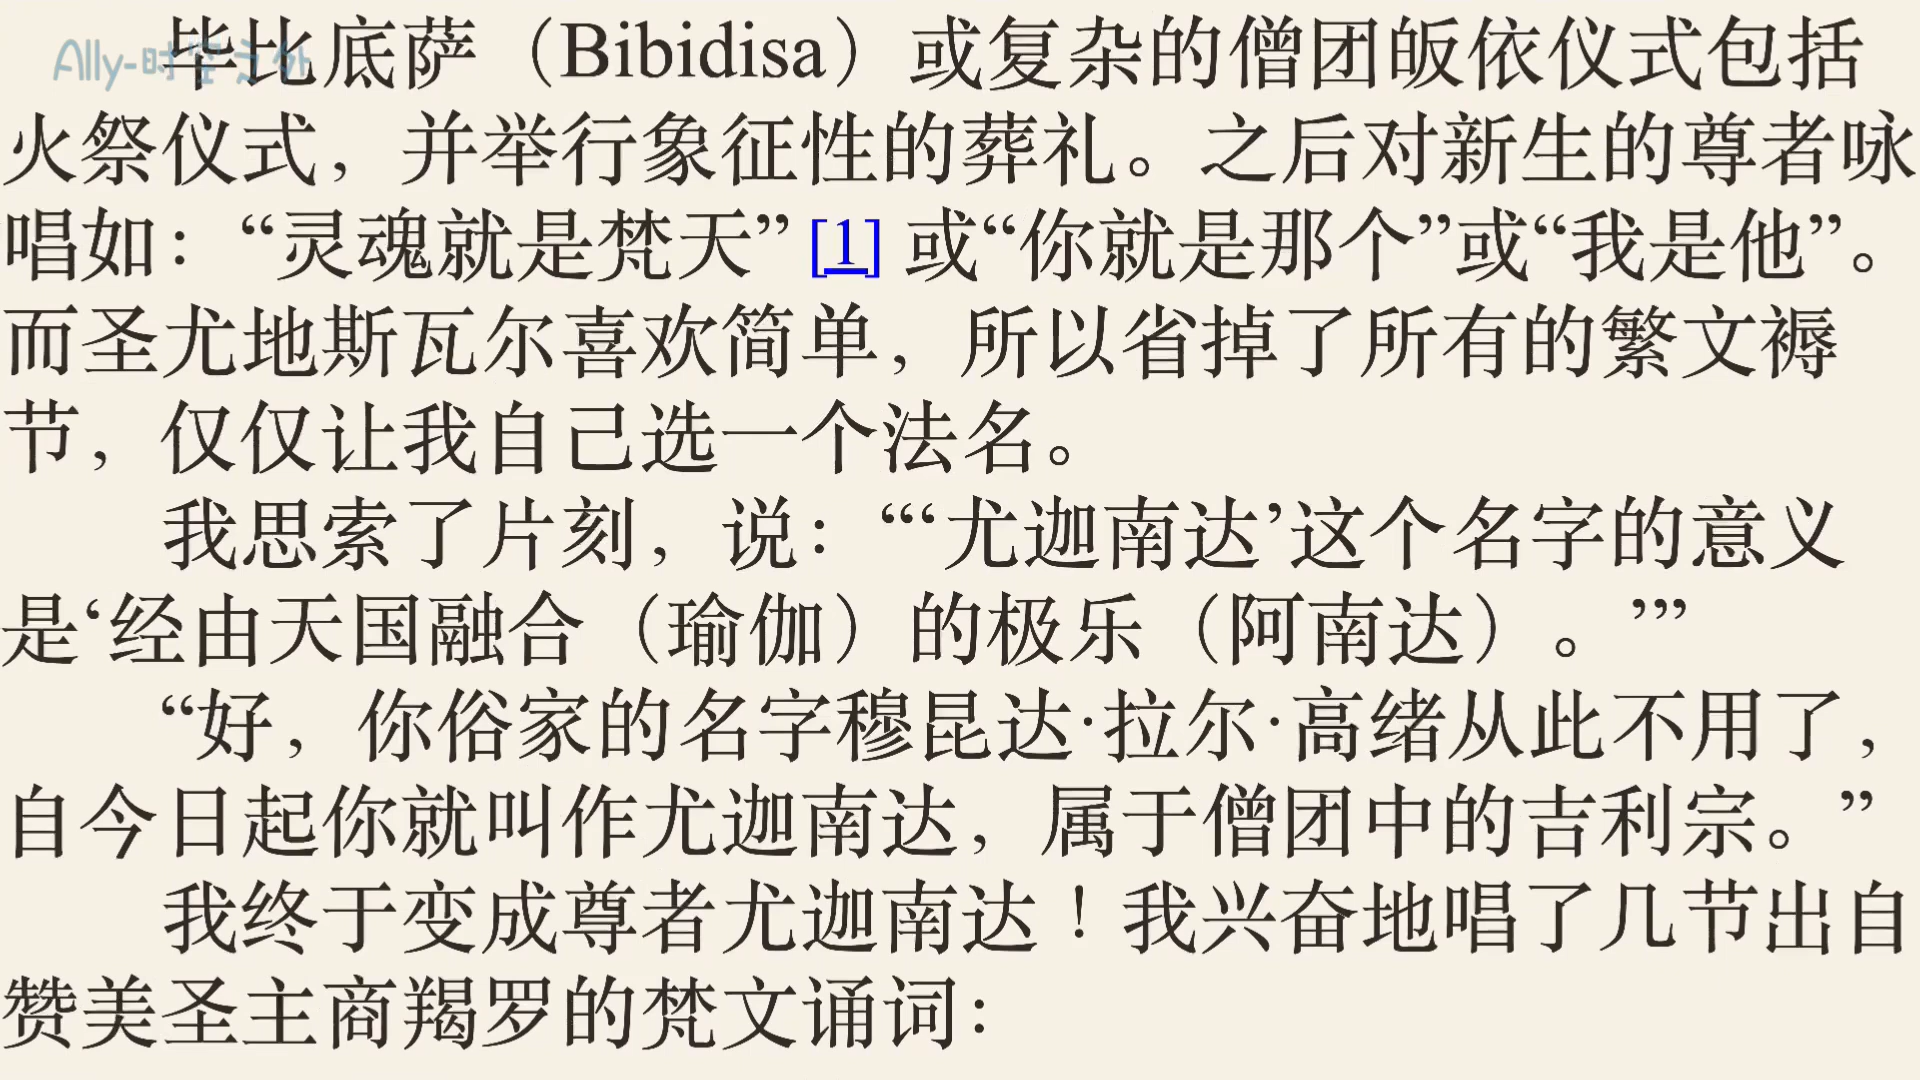 Ally-时空之外
毕比底萨（Bibidisa）或复杂的僧团皈依仪式包括
火祭仪式，并举行象征性的葬礼。之后对新生的尊者咏
唱如：“灵魂就是梵天”[1] 或“你就是那个”或“我是他”。
而圣尤地斯瓦尔喜欢简单，所以省掉了所有的繁文褥
节，仅仅让我自己选一个法名。
我思索了片刻，说：“‘尤迦南达’这个名字的意义
是‘经由天国融合（瑜伽）的极乐（阿南达）。’”
“好，你俗家的名字穆昆达·拉尔·高绪从此不用了，
自今日起你就叫作尤迦南达，属于僧团中的吉利宗。”
我终于变成尊者尤迦南达！我兴奋地唱了几节出自
赞美圣主商羯罗的梵文诵词：